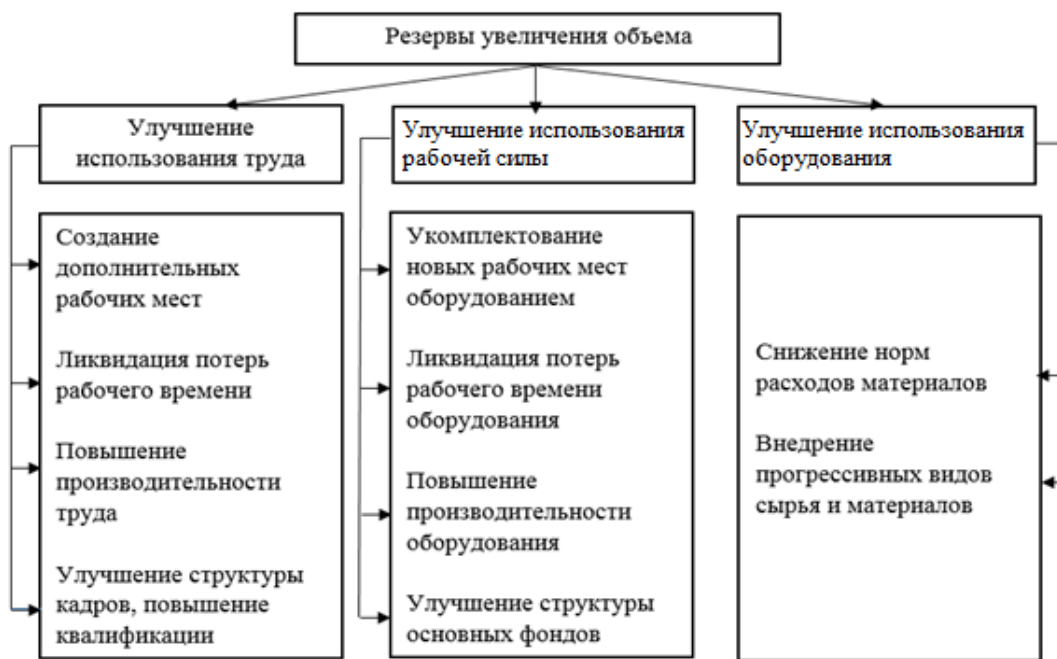 Резервы увеличения объема
Улучшение
использования труда
Улучшение использования
рабочей силы
Улучшение использования
оборудования
Создание
дополнительных
рабочих мест
Ликвидация потерь
рабочего времени
Повышение
производительности
труда
Улучшение структуры
кадров, повышение
квалификации
Укомплектование
новых рабочих мест
оборудованием
Ликвидация потерь
рабочего времени
оборудования
Повышение
производительности
оборудования
Улучшение структуры
основных фондов
Снижение норм
расходов материалов
Внедрение
прогрессивных видов
сырья и материалов